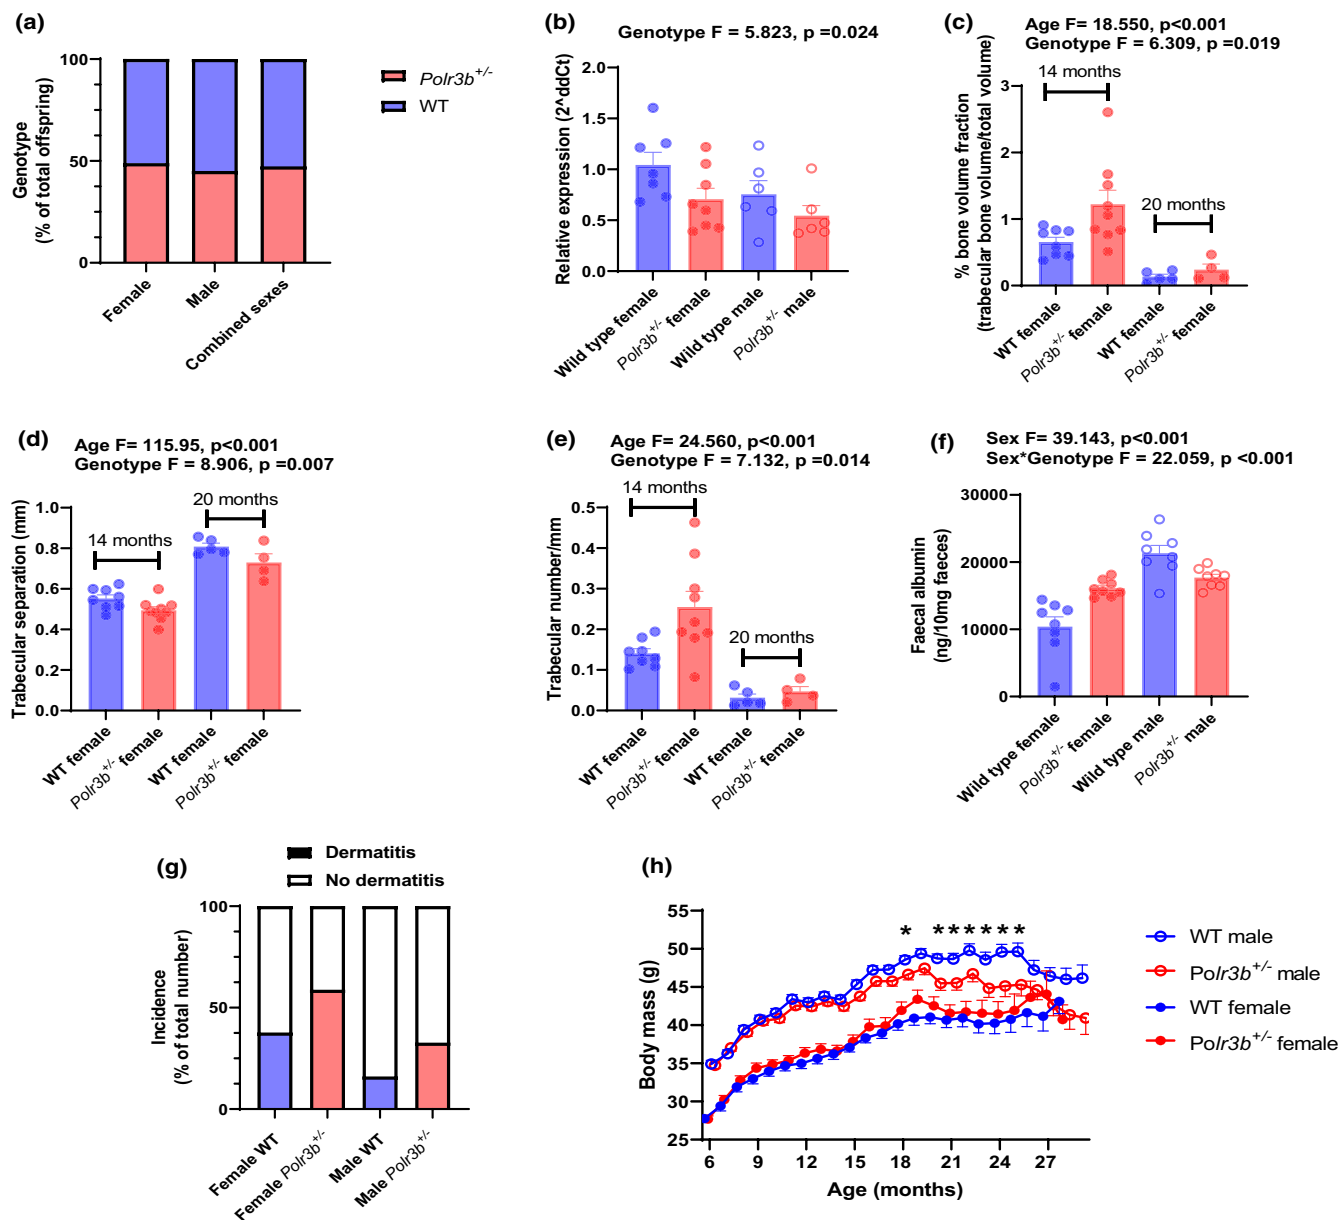 (a)
100
50
0
Genotype
(% of total offspring)
Female
Male
Combined sexes
Polr3b+/-
WT
(b)
Genotype F = 5.823, p =0.024
2.0
1.5
1.0
0.5
0.0
Relative expression (2^ddCt)
Wild type female
Polr3b+/- female
Wild type male
Polr3b+/- male
(c)
Age F= 18.550, p<0.001
Genotype F = 6.309, p =0.019
14 months
20 months
3
2
1
0
% bone volume fraction
(trabecular bone volume/total volume)
WT female
Polr3b+/- female
WT female
Polr3b+/- female
(d)
Age F= 115.95, p<0.001
Genotype F = 8.906, p =0.007
20 months
14 months
1.0
0.8
0.6
0.4
0.2
0.0
Trabecular separation (mm)
WT female
Polr3b+/- female
WT female
Polr3b+/- female
(e)
Age F= 24.560, p<0.001
Genotype F = 7.132, p =0.014
14 months
20 months
0.5
0.4
0.3
0.2
0.1
0.0
Trabecular number/mm
WT female
Polr3b+/- female
WT female
Polr3b+/- female
(f)
Sex F= 39.143, p<0.001
Sex*Genotype F = 22.059, p <0.001
30000
20000
10000
0
Faecal albumin
(ng/10mg faeces)
Wild type female
Polr3b+/- female
Wild type male
Polr3b+/- male
(g)
Dermatitis
No dermatitis
100
50
0
Incidence
(% of total number)
Female WT
Female Polr3b+/-
Male WT
Male Polr3b+/-
(h)
55
50
45
40
35
30
25
Body mass (g)
* * * * * * *
6 9 12 15 18 21 24 27
Age (months)
WT male
Polr3b+/- male
WT female
Polr3b+/- female